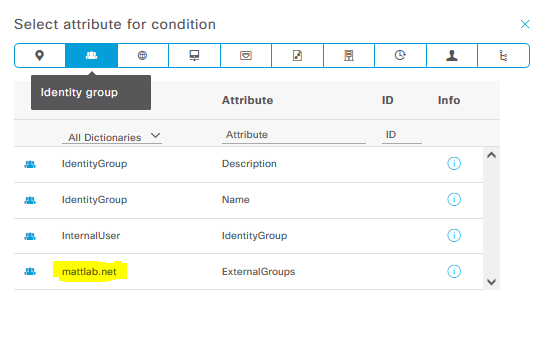 Select attribute for condition
Identity group
Attribute ID Info
All Dictionaries Attribute ID
IdentityGroup Description
IdentityGroup Name
InternalUser IdentityGroup
mattlab.net ExternalGroups